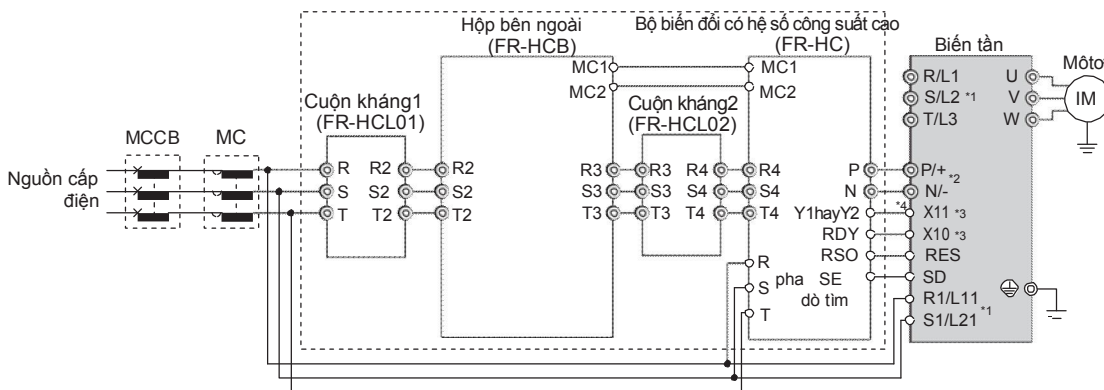 Hộp bên ngoài
(FR-HCB)
Bộ biến đổi có hệ số công suất cao
(FR-HC)
Biến tần
Môtơ
MC1
MC2
MC1
MC2
R/L1
S/L2 *1
T/L3
U
V
W
IM
Cuộn kháng1
(FR-HCL01)
Cuộn kháng2
(FR-HCL02)
MCCB
MC
Nguồn cấp
điện
R R2 R2 R3 R3 R4 R4 P P/+ *2
S S2 S2 S3 S3 S4 S4 N N/-
T T2 T2 T3 T3 T4 T4 Y1hayY2 *4 X11 *3
RDY X10 *3
RSO RES
R
S
T
pha
dò tìm
SE SD
R1/L11 *1
S1/L21